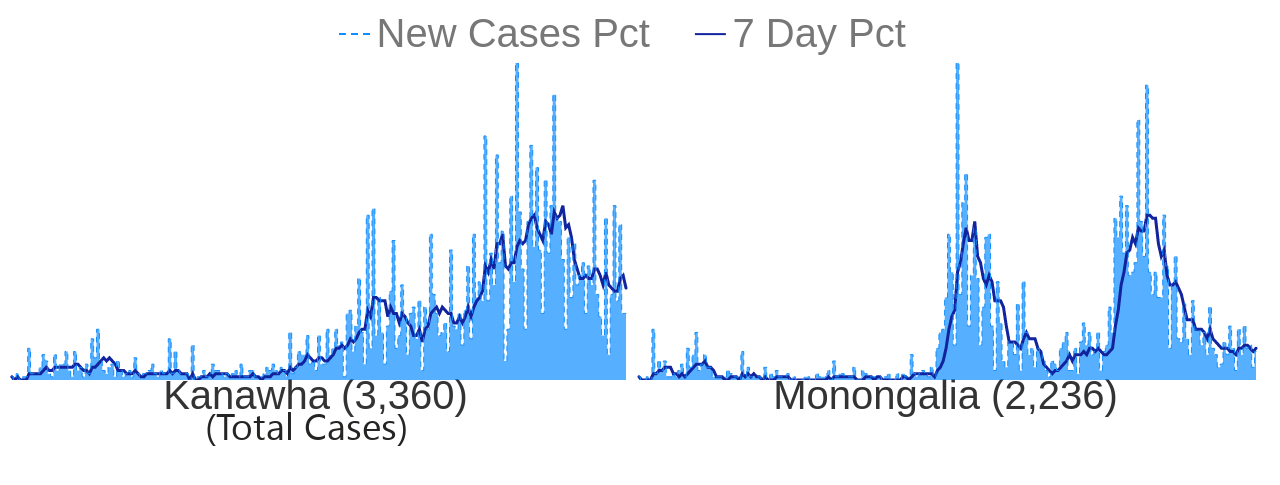 New Cases Pct 7 Day Pct
Kanawha (3,360) Monongalia (2,236)
(Total Cases)